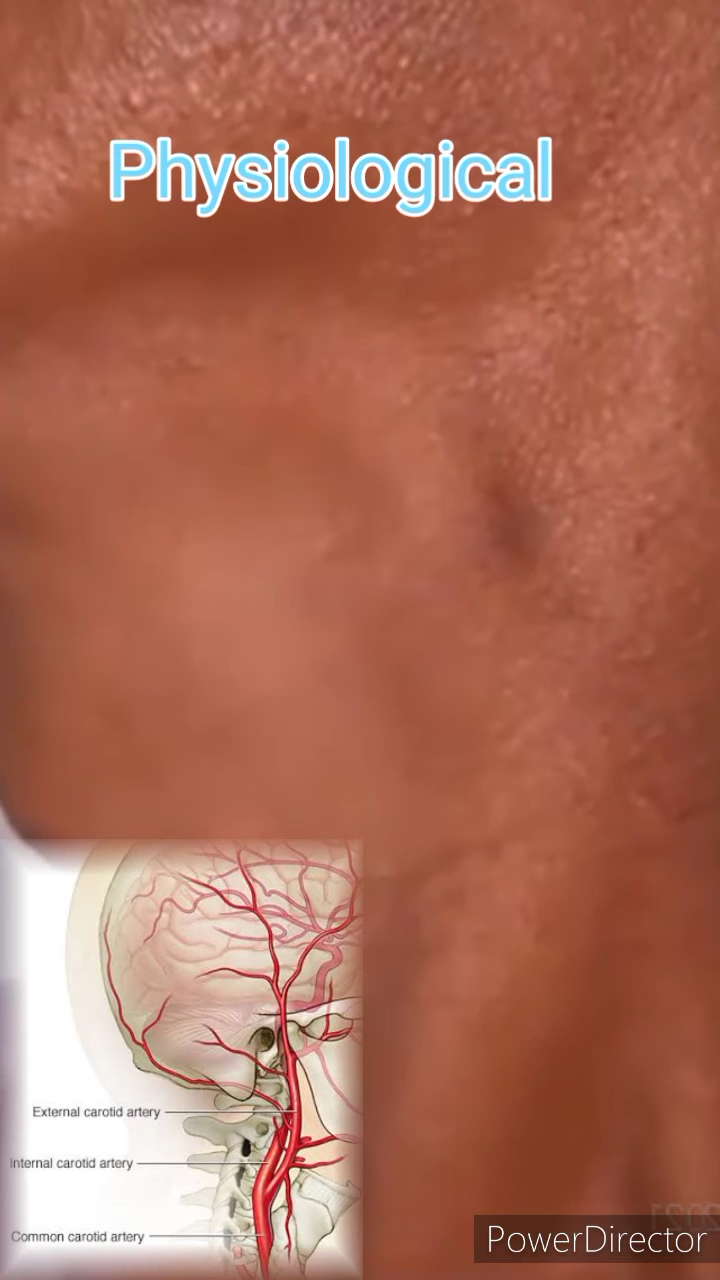 Physiological
External carotid artery
Internal carotid artery
Common carotid artery
PowerDirector